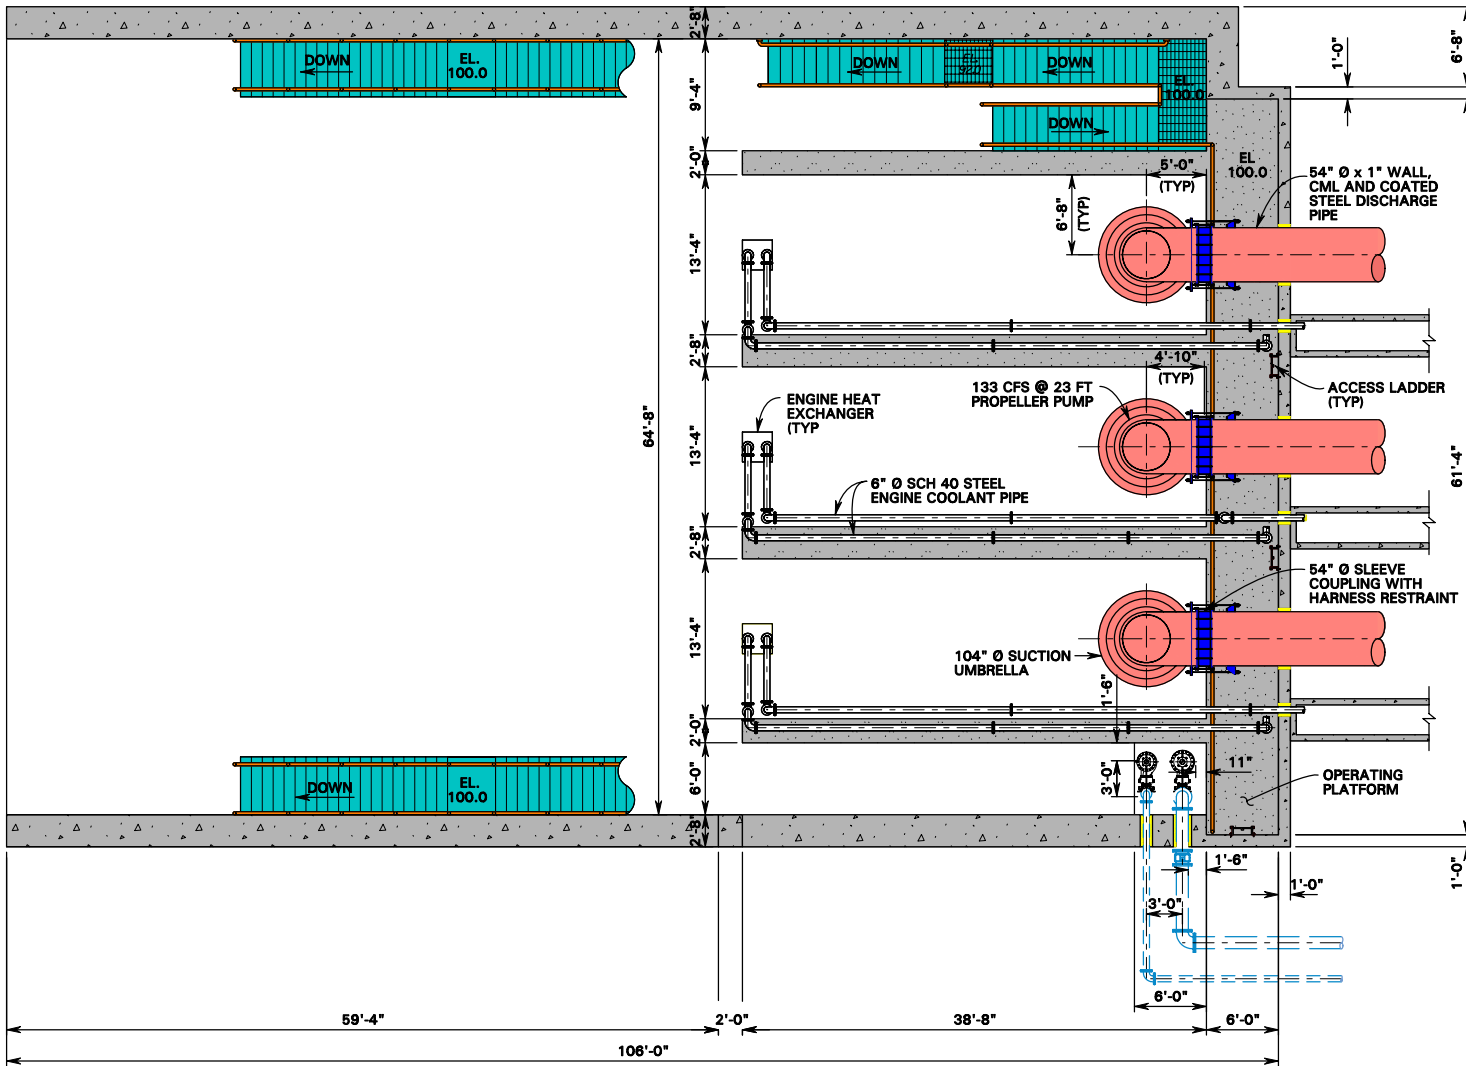 2'-8"
6'-8"
1'-0"
DOWN
EL.
100.0
DOWN
EL.
92.0
DOWN
EL
100.0
9'-4"
DOWN
2'-0"
5'-0"
(TYP)
EL
100.0
54" Ø x 1" WALL,
CML AND COATED
STEEL DISCHARGE
PIPE
6'-8"
(TYP)
13'-4"
2'-8"
4'-10"
(TYP)
133 CFS @ 23 FT
PROPELLER PUMP
ACCESS LADDER
(TYP)
ENGINE HEAT
EXCHANGER
(TYP
64'-8"
13'-4"
61'-4"
6" Ø SCH 40 STEEL
ENGINE COOLANT PIPE
2'-8"
54" Ø SLEEVE
COUPLING WITH
HARNESS RESTRAINT
13'-4"
104" Ø SUCTION
UMBRELLA
1'-6"
2'-0"
6'-0"
3'-0"
11"
OPERATING
PLATFORM
DOWN
EL.
100.0
2'-8"
1'-6"
1'-0"
1'-0"
3'-0"
6'-0"
59'-4"
2'-0"
38'-8"
6'-0"
106'-0"